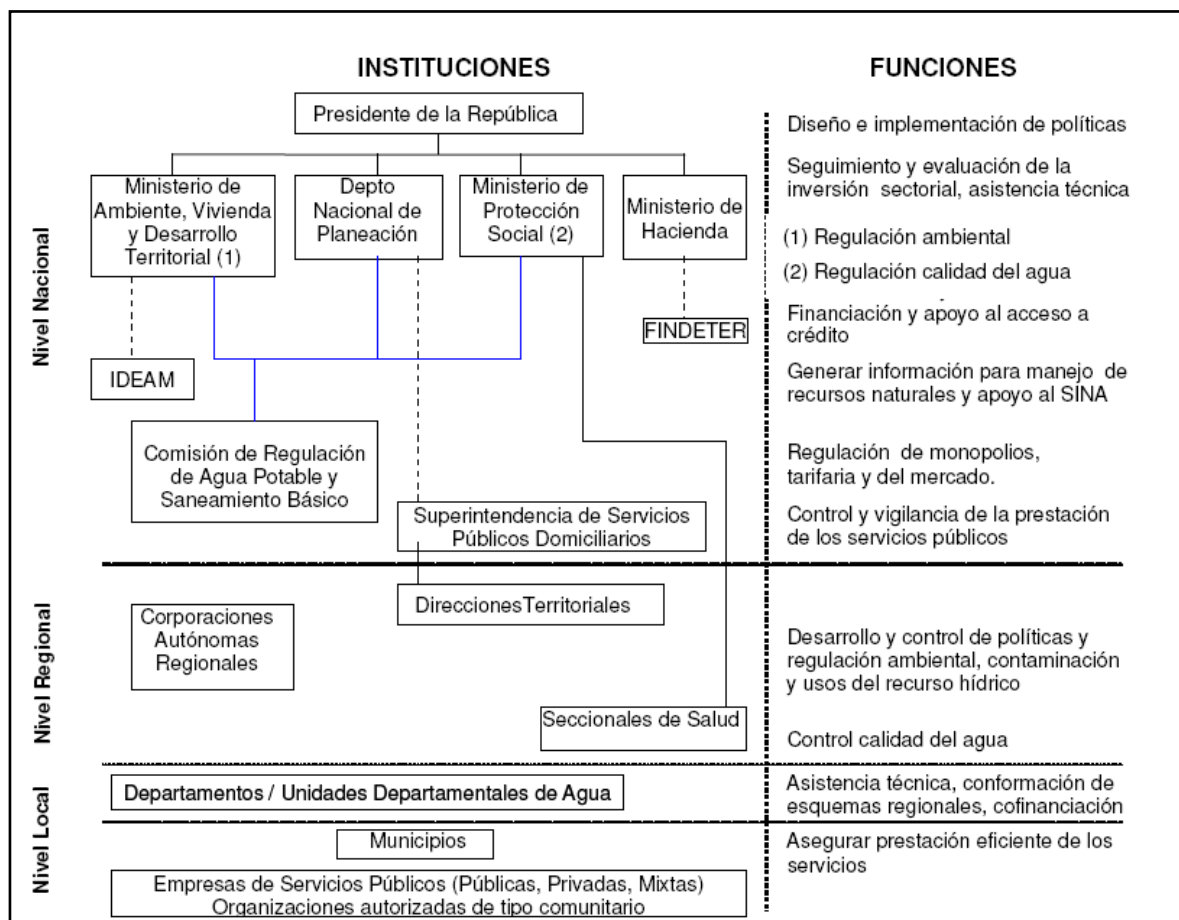 INSTITUCIONES
FUNCIONES
Nivel Nacional
Presidente de la República
Ministerio de
Ambiente, Vivienda
y Desarrollo
Territorial (1)
Depto
Nacional de
Planeación
Ministerio de
Protección
Social (2)
Ministerio de
Hacienda
FINDETER
IDEAM
Comisión de Regulación
de Agua Potable y
Saneamiento Básico
Superintendencia de Servicios
Públicos Domiciliarios
Diseño e implementación de políticas
Seguimiento y evaluación de la
inversión sectorial, asistencia técnica
(1) Regulación ambiental
(2) Regulación calidad del agua
Financiación y apoyo al acceso a
crédito
Generar información para manejo de
recursos naturales y apoyo al SINA
Regulación de monopolios,
tarifaria y del mercado.
Control y vigilancia de la prestación
de los servicios públicos
Nivel Regional
Direcciones Territoriales
Corporaciones
Autónomas
Regionales
Seccionales de Salud
Desarrollo y control de políticas y
regulación ambiental, contaminación
y usos del recurso hídrico
Control calidad del agua
Nivel Local
Departamentos / Unidades Departamentales de Agua
Asistencia técnica, conformación de
esquemas regionales, cofinanciación
Municipios
Empresas de Servicios Públicos (Públicas, Privadas, Mixtas)
Organizaciones autorizadas de tipo comunitario
Asegurar prestación eficiente de los
servicios